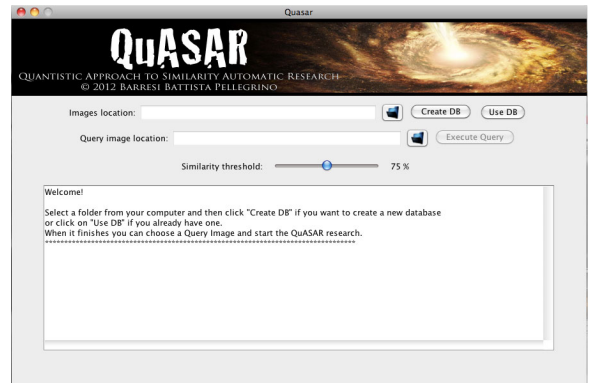 Quasar
QuASAR
Quantistic Approach to Similarity Automatic Research
© 2012 Barresi Battista Pellegrino
Images location: Create DB Use DB
Query image location: Execute Query
Similarity threshold: 75 %
Welcome!
Select a folder from your computer and then click "Create DB" if you want to create a new database
or click on "Use DB" if you already have one.
When it finishes you can choose a Query Image and start the QuASAR research.
********************************************************************************